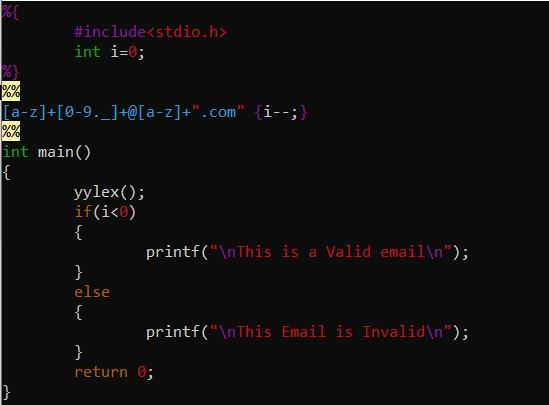 %{
#include<stdio.h>
int i=0;
%}
%%
[a-z]+[0-9._]+@[a-z]+".com" {i--;}
%%
int main()
{
yylex();
if(i<0)
{
printf("\nThis is a Valid email\n");
}
else
{
printf("\nThis Email is Invalid\n");
}
return 0;
}